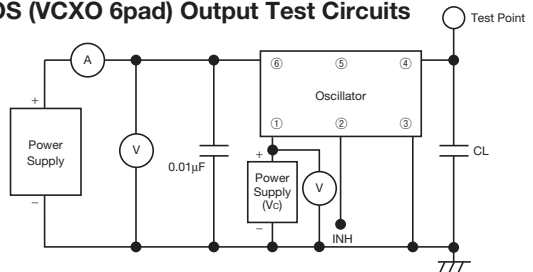 OS (VCXO 6pad) Output Test Circuits
Test Point
A
⑥ ⑤ ④
Oscillator
① ② ③
+
Power
Supply
−
V
0.01μF
+
Power
Supply
(Vc)
−
V
INH
CL